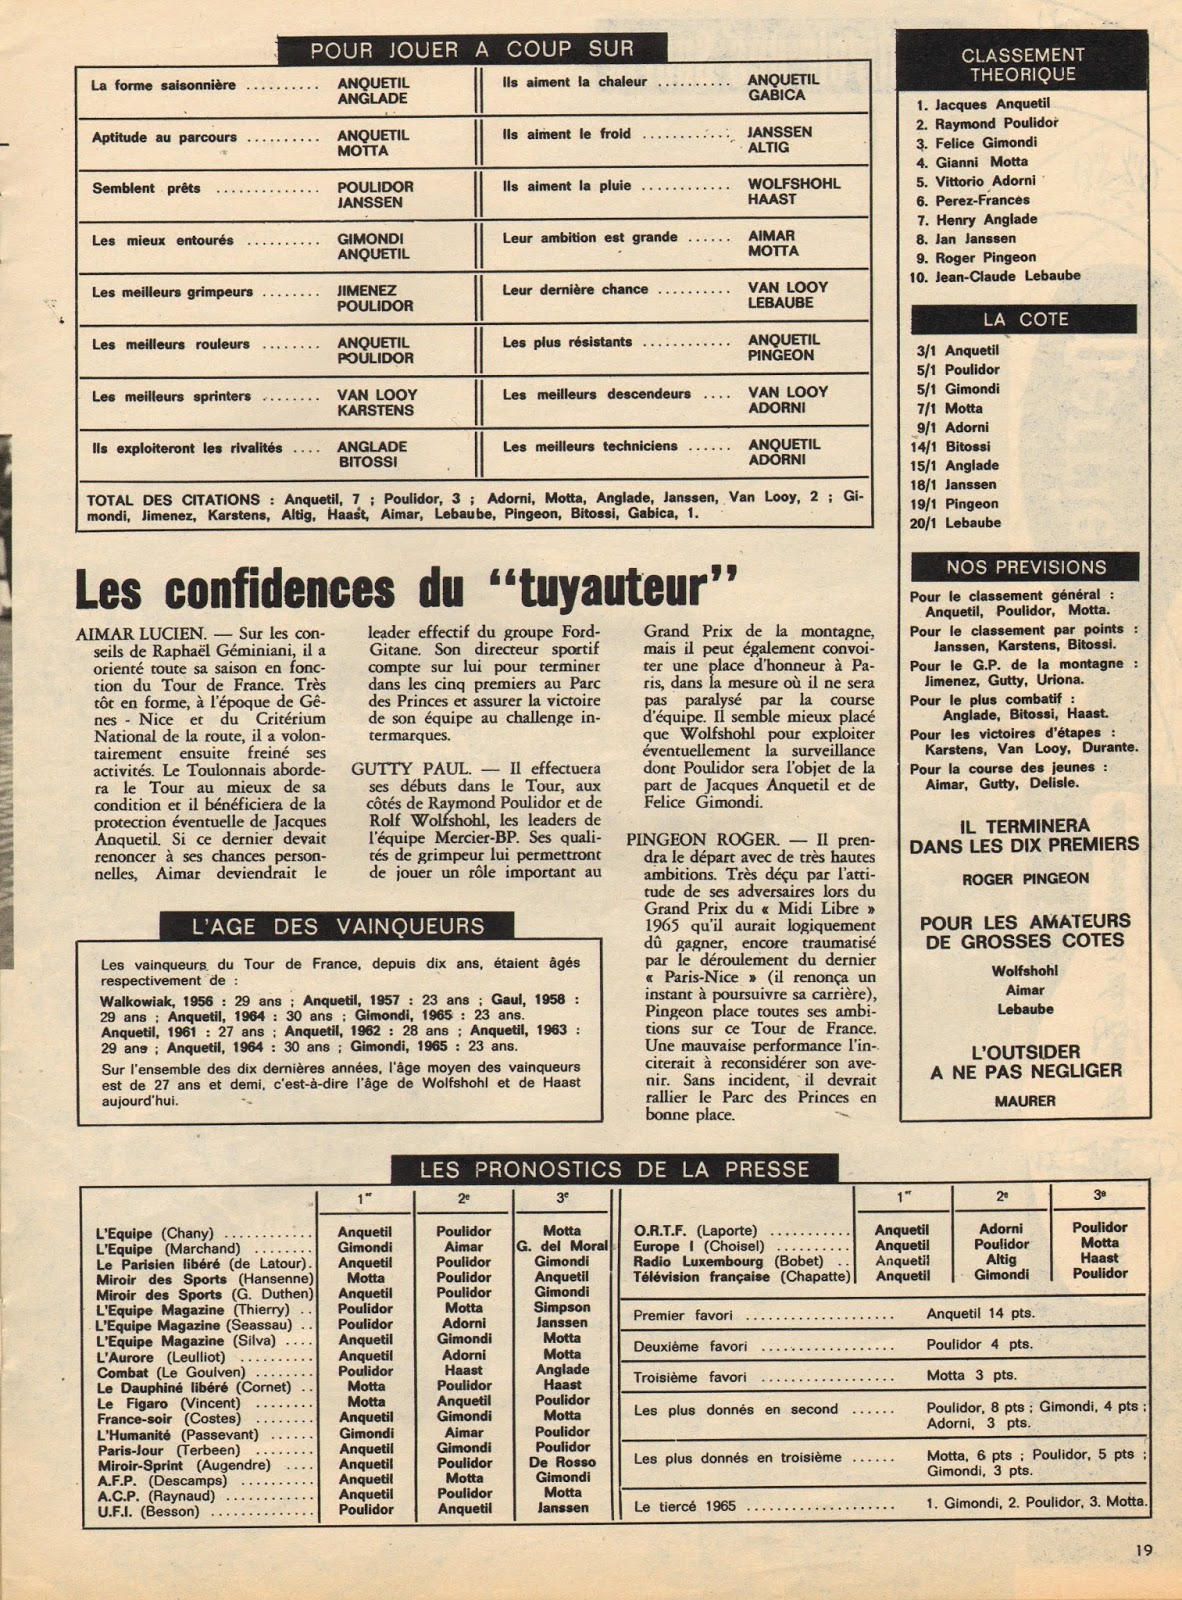 POUR JOUER A COUP SUR
La forme saisonnière .......... ANQUETIL
ANGLADE
Aptitude au parcours .......... ANQUETIL
MOTTA
Semblent prêts ............. POULIDOR
JANSSEN
Les mieux entourés .......... GIMONDI
ANQUETIL
Les meilleurs grimpeurs ........ JIMENEZ
POULIDOR
Les meilleurs rouleurs ......... ANQUETIL
POULIDOR
Les meilleurs sprinters ........ VAN LOOY
KARSTENS
Ils exploiteront les rivalités .... ANGLADE
BITOSSI
Ils aiment la chaleur .......... ANQUETIL
GABICA
Ils aiment le froid ............ JANSSEN
ALTIG
Ils aiment la pluie ............ WOLFSHOHL
HAAST
Leur ambition est grande ...... AIMAR
MOTTA
Leur dernière chance .......... VAN LOOY
LEBAUBE
Les plus résistants ............ ANQUETIL
PINGEON
Les meilleurs descendeurs .... VAN LOOY
ADORNI
Les meilleurs techniciens ...... ANQUETIL
ADORNI
TOTAL DES CITATIONS : Anquetil, 7 ; Poulidor, 3 ; Adorni, Motta, Anglade, Janssen, Van Looy, 2 ; Gi-
mondi, Jimenez, Karstens, Altig, Haast, Aimar, Lebaube, Pingeon, Bitossi, Gabica, 1.
CLASSEMENT
THEORIQUE
1. Jacques Anquetil
2. Raymond Poulidor
3. Felice Gimondi
4. Gianni Motta
5. Vittorio Adorni
6. Perez-Francès
7. Henry Anglade
8. Jan Janssen
9. Roger Pingeon
10. Jean-Claude Lebaube
LA COTE
3/1 Anquetil
5/1 Poulidor
5/1 Gimondi
7/1 Motta
9/1 Adorni
14/1 Bitossi
15/1 Anglade
18/1 Janssen
19/1 Pingeon
20/1 Lebaube
NOS PREVISIONS
Pour le classement général :
Anquetil, Poulidor, Motta.
Pour le classement par points :
Janssen, Karstens, Bitossi.
Pour le G.P. de la montagne :
Jimenez, Gutty, Uriona.
Pour le plus combatif :
Anglade, Bitossi, Haast.
Pour les victoires d'étapes :
Karstens, Van Looy, Durante.
Pour la course des jeunes :
Aimar, Gutty, Delisle.
IL TERMINERA
DANS LES DIX PREMIERS
ROGER PINGEON
POUR LES AMATEURS
DE GROSSES COTES
Wolfshohl
Aimar
Lebaube
L'OUTSIDER
A NE PAS NEGLIGER
MAURER
Les confidences du "tuyauteur"
AIMAR LUCIEN. — Sur les con-
seils de Raphaël Géminiani, il a
orienté toute sa saison en fonc-
tion du Tour de France. Très
tôt en forme, à l'époque de Gê-
nes - Nice et du Critérium
National de la route, il a volon-
tairement ensuite freiné ses
activités. Le Toulonnais aborde-
ra le Tour au mieux de sa
condition et il bénéficiera de la
protection éventuelle de Jacques
Anquetil. Si ce dernier devait
renoncer à ses chances person-
nelles, Aimar deviendrait le
leader effectif du groupe Ford-
Gitane. Son directeur sportif
compte sur lui pour terminer
dans les cinq premiers au Parc
des Princes et assurer la victoire
de son équipe au challenge in-
termarques.
GUTTY PAUL. — Il effectuera
ses débuts dans le Tour, aux
côtés de Raymond Poulidor et de
Rolf Wolfshohl, les leaders de
l'équipe Mercier-BP. Ses quali-
tés de grimpeur lui permettront
de jouer un rôle important au
Grand Prix de la montagne,
mais il peut également convoi-
ter une place d'honneur à Pa-
ris, dans la mesure où il ne sera
pas paralysé par la course
d'équipe. Il semble mieux placé
que Wolfshohl pour exploiter
éventuellement la surveillance
dont Poulidor sera l'objet de la
part de Jacques Anquetil et de
Felice Gimondi.
PINGEON ROGER. — Il pren-
dra le départ avec de très hautes
ambitions. Très déçu par l'atti-
tude de ses adversaires lors du
Grand Prix du « Midi Libre »
1965 qu'il aurait logiquement
dû gagner, encore traumatisé
par le déroulement du dernier
« Paris-Nice » (il renonça un
instant à poursuivre sa carrière),
Pingeon place toutes ses ambi-
tions sur ce Tour de France.
Une mauvaise performance l'in-
citerait à reconsidérer son ave-
nir. Sans incident, il devrait
rallier le Parc des Princes en
bonne place.
L'AGE DES VAINQUEURS
Les vainqueurs du Tour de France, depuis dix ans, étaient âgés
respectivement de :
Walkowiak, 1956 : 29 ans ; Anquetil, 1957 : 23 ans ; Gaul, 1958 :
29 ans ; Anquetil, 1964 : 30 ans ; Gimondi, 1965 : 23 ans.
Anquetil, 1961 : 27 ans ; Anquetil, 1962 : 28 ans ; Anquetil, 1963 :
29 ans ; Anquetil, 1964 : 30 ans ; Gimondi, 1965 : 23 ans.
Sur l'ensemble des dix dernières années, l'âge moyen des vainqueurs
est de 27 ans et demi, c'est-à-dire l'âge de Wolfshohl et de Haast
aujourd'hui.
LES PRONOSTICS DE LA PRESSE
1er 2e 3e
L'Equipe (Chany) ............ Anquetil Poulidor Motta
L'Equipe (Marchand) ........ Gimondi Aimar G. del Moral
Le Parisien libéré (de Latour). Anquetil Poulidor Gimondi
Miroir des Sports (Hansenne) Motta Poulidor Anquetil
Miroir des Sports (G. Duthen) Anquetil Poulidor Gimondi
L'Equipe Magazine (Thierry) .. Poulidor Motta Simpson
L'Equipe Magazine (Seassau) .. Poulidor Adorni Janssen
L'Equipe Magazine (Silva) .... Anquetil Gimondi Motta
L'Aurore (Leulliot) .......... Anquetil Adorni Motta
Combat (Le Goulven) ........ Poulidor Haast Anglade
Le Dauphiné libéré (Cornet) .. Motta Poulidor Haast
Le Figaro (Vincent) ........ Motta Anquetil Poulidor
France-soir (Costes) ........ Anquetil Gimondi Motta
L'Humanité (Passevant) ...... Gimondi Aimar Poulidor
Paris-Jour (Terbeen) ........ Anquetil Gimondi Poulidor
Miroir-Sprint (Augendre) .... Anquetil Poulidor De Rosso
A.F.P. (Descamps) .......... Anquetil Motta Gimondi
A.C.P. (Raynaud) ............ Anquetil Poulidor Motta
U.F.I. (Besson) .............. Poulidor Anquetil Janssen
1er 2e 3e
O.R.T.F. (Laporte) ............ Anquetil Adorni Poulidor
Europe I (Choisel) .......... Anquetil Poulidor Motta
Radio Luxembourg (Bobet) .. Anquetil Altig Haast
Télévision française (Chapatte) Anquetil Gimondi Poulidor
Premier favori .................... Anquetil 14 pts.
Deuxième favori .................. Poulidor 4 pts.
Troisième favori .................. Motta 3 pts.
Les plus donnés en second ...... Poulidor, 8 pts ; Gimondi, 4 pts ;
Adorni, 3 pts.
Les plus donnés en troisième ...... Motta, 6 pts ; Poulidor, 5 pts ;
Gimondi, 3 pts.
Le tiercé 1965 .................... 1. Gimondi, 2. Poulidor, 3. Motta.
19